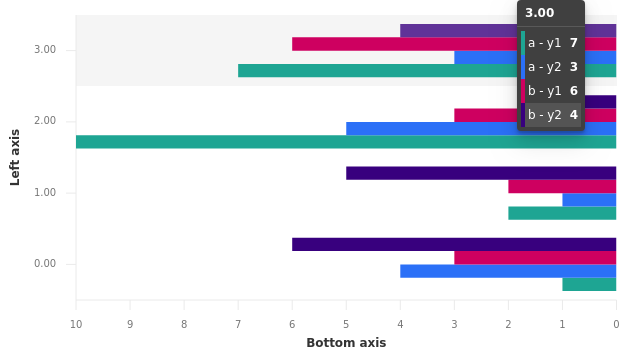 3.00
a - y1 7
a - y2 3
b - y1 6
b - y2 4
3.00
2.00
1.00
0.00
Left axis
10 9 8 7 6 5 4 3 2 1 0
Bottom axis